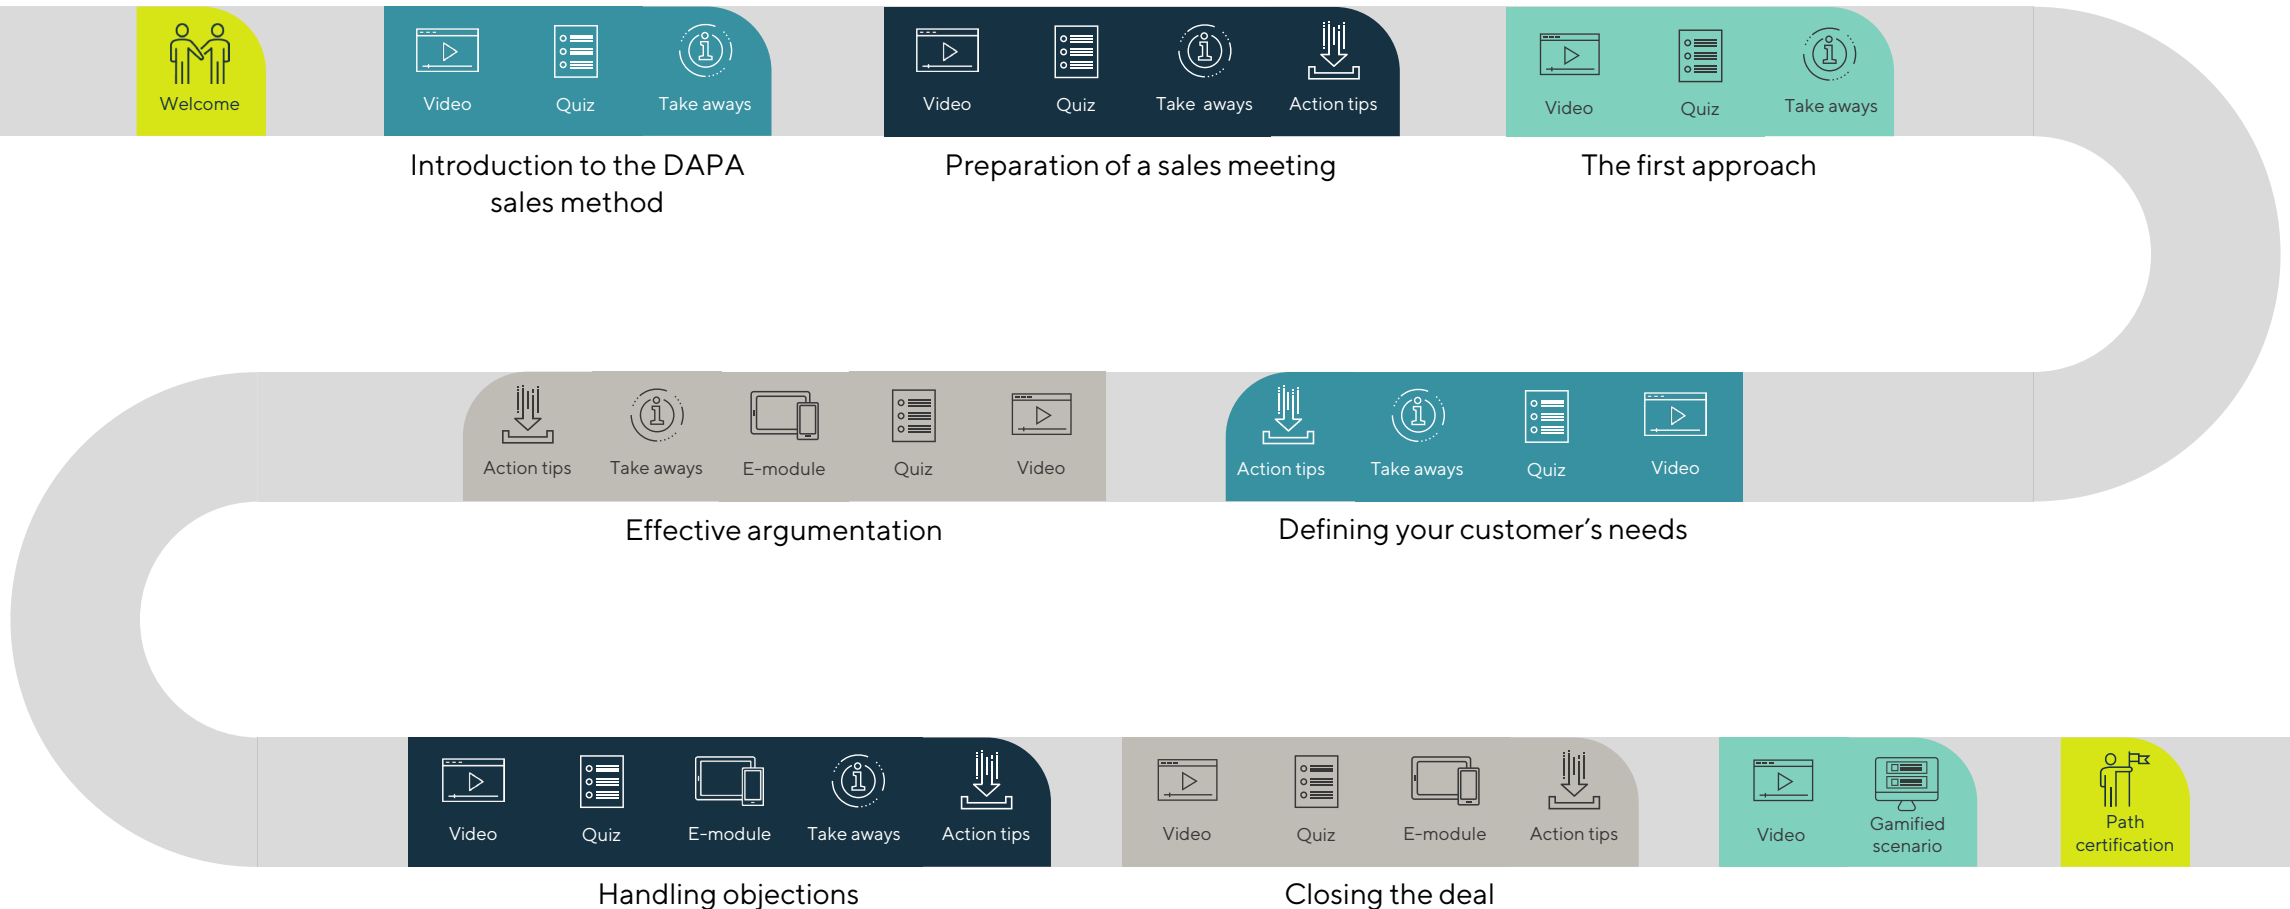 Welcome
Video
Quiz
Take aways
Introduction to the DAPA
sales method
Video
Quiz
Take aways
Action tips
Preparation of a sales meeting
Video
Quiz
Take aways
The first approach
Action tips
Take aways
E-module
Quiz
Video
Effective argumentation
Action tips
Take aways
Quiz
Video
Defining your customer’s needs
Video
Quiz
E-module
Take aways
Action tips
Handling objections
Video
Quiz
E-module
Action tips
Closing the deal
Video
Gamified
scenario
Path
certification